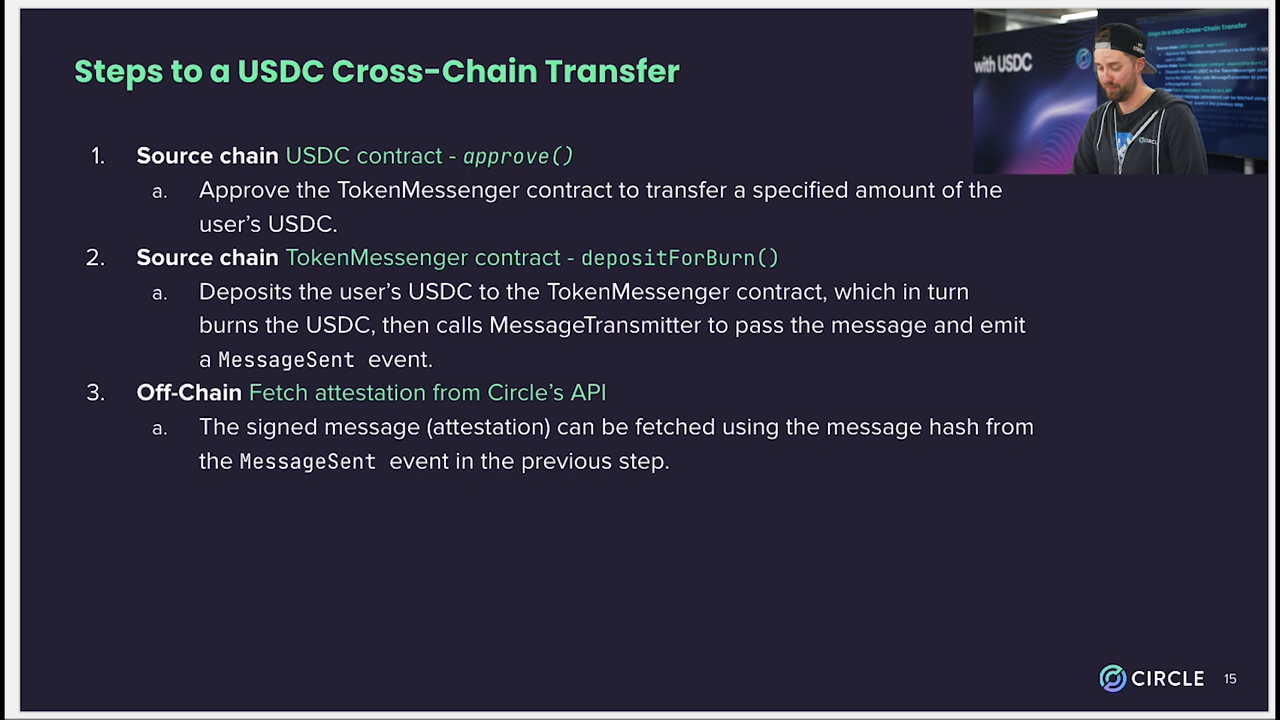 Steps to a USDC Cross-Chain Transfer
with USDC
1. Source chain USDC contract - approve()
a. Approve the TokenMessenger contract to transfer a specified amount of the
user's USDC.
2. Source chain TokenMessenger contract - depositForBurn()
a. Deposits the user's USDC to the TokenMessenger contract, which in turn
burns the USDC, then calls MessageTransmitter to pass the message and emit
a MessageSent event.
3. Off-Chain Fetch attestation from Circle's API
a. The signed message (attestation) can be fetched using the message hash from
the MessageSent event in the previous step.
CIRCLE 15